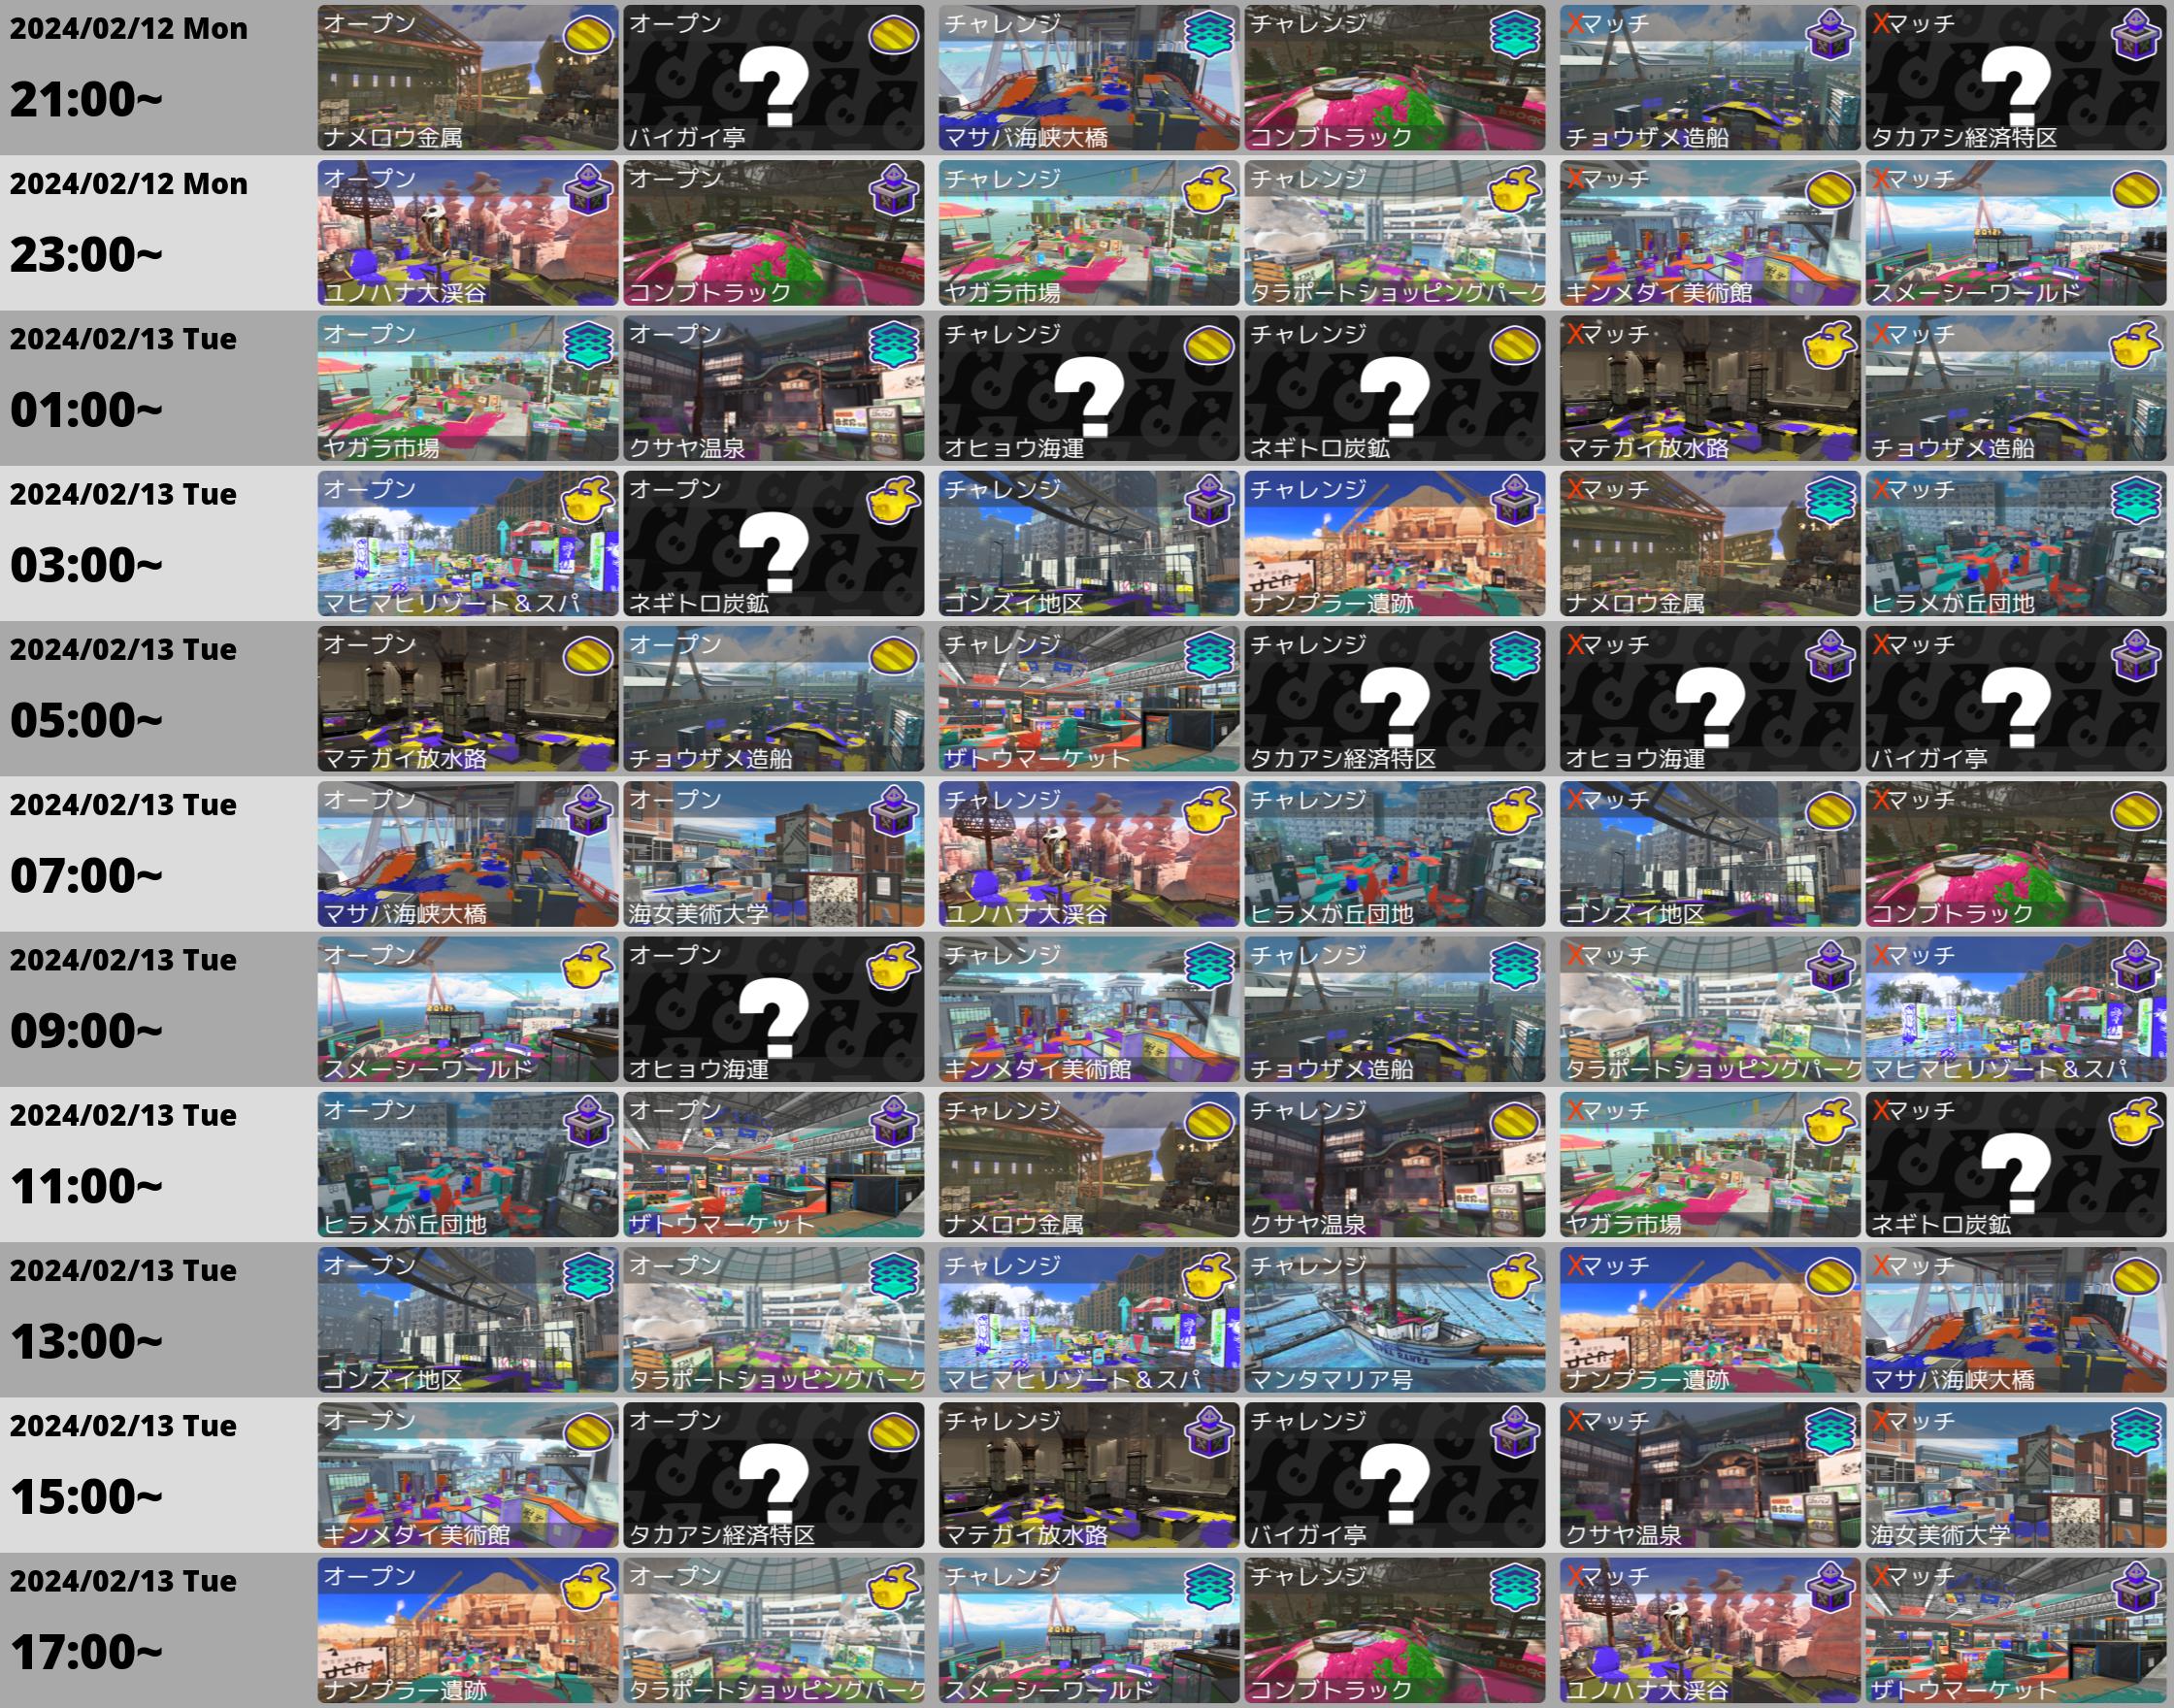 2024/02/12 Mon
21:00~
オープン オープン チャレンジ チャレンジ Xマッチ Xマッチ
ナメロウ金属 バイガイ亭 マサバ海峡大橋 コンブトラック チョウザメ造船 タカアシ経済特区
2024/02/12 Mon
23:00~
オープン オープン チャレンジ チャレンジ Xマッチ Xマッチ
ユノハナ大渓谷 コンブトラック ヤガラ市場 タラポートショッピングパーク キンメダイ美術館 スメーシーワールド
2024/02/13 Tue
01:00~
オープン オープン チャレンジ チャレンジ Xマッチ Xマッチ
ヤガラ市場 クサヤ温泉 オヒョウ海運 ネギトロ炭鉱 マテガイ放水路 チョウザメ造船
2024/02/13 Tue
03:00~
オープン オープン チャレンジ チャレンジ Xマッチ Xマッチ
マヒマヒリゾート&スパ ネギトロ炭鉱 ゴンズイ地区 ナンプラー遺跡 ナメロウ金属 ヒラメが丘団地
2024/02/13 Tue
05:00~
オープン オープン チャレンジ チャレンジ Xマッチ Xマッチ
マテガイ放水路 チョウザメ造船 ザトウマーケット タカアシ経済特区 オヒョウ海運 バイガイ亭
2024/02/13 Tue
07:00~
オープン オープン チャレンジ チャレンジ Xマッチ Xマッチ
マサバ海峡大橋 海女美術大学 ユノハナ大渓谷 ヒラメが丘団地 ゴンズイ地区 コンブトラック
2024/02/13 Tue
09:00~
オープン オープン チャレンジ チャレンジ Xマッチ Xマッチ
スメーシーワールド オヒョウ海運 キンメダイ美術館 チョウザメ造船 タラポートショッピングパーク マヒマヒリゾート&スパ
2024/02/13 Tue
11:00~
オープン オープン チャレンジ チャレンジ Xマッチ Xマッチ
ヒラメが丘団地 ザトウマーケット ナメロウ金属 クサヤ温泉 ヤガラ市場 ネギトロ炭鉱
2024/02/13 Tue
13:00~
オープン オープン チャレンジ チャレンジ Xマッチ Xマッチ
ゴンズイ地区 タラポートショッピングパーク マヒマヒリゾート&スパ マンタマリア号 ナンプラー遺跡 マサバ海峡大橋
2024/02/13 Tue
15:00~
オープン オープン チャレンジ チャレンジ Xマッチ Xマッチ
キンメダイ美術館 タカアシ経済特区 マテガイ放水路 バイガイ亭 クサヤ温泉 海女美術大学
2024/02/13 Tue
17:00~
オープン オープン チャレンジ チャレンジ Xマッチ Xマッチ
ナンプラー遺跡 タラポートショッピングパーク スメーシーワールド コンブトラック ユノハナ大渓谷 ザトウマーケット